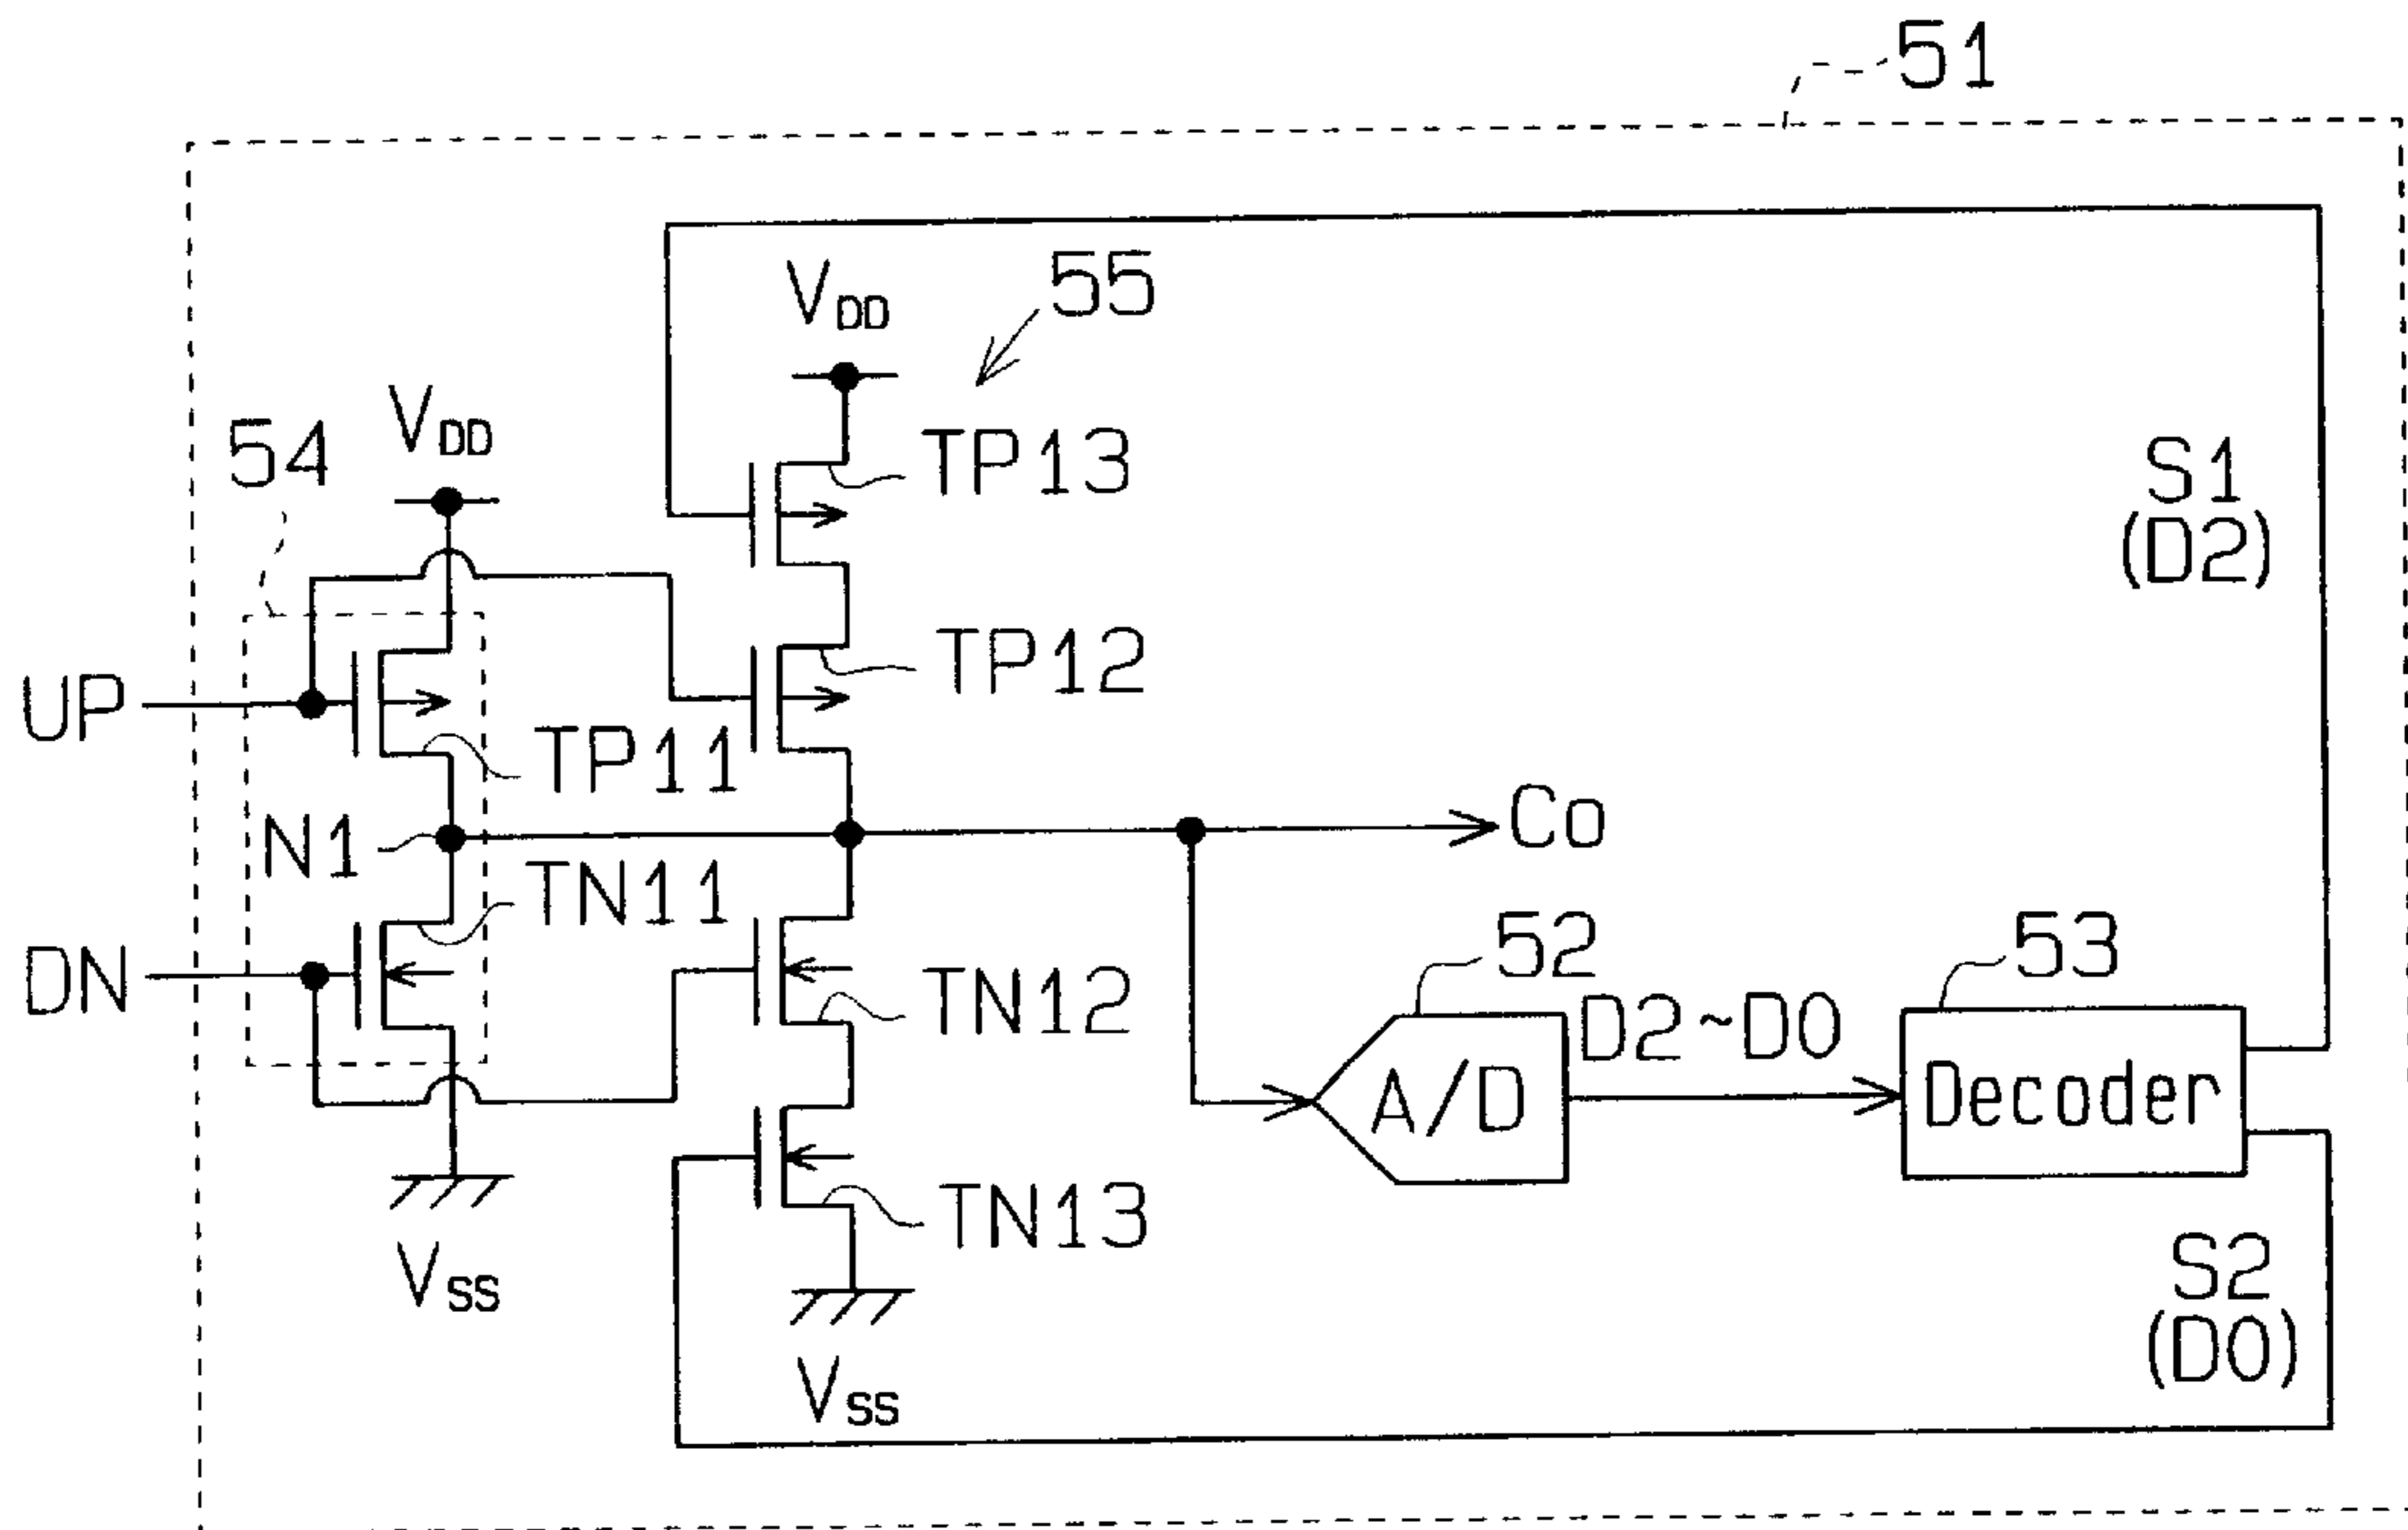 51
VDD
55
54
VDD
TP13
S1
(D2)
TP12
UP
TP11
N1
Co
TN11
DN
52
53
TN12
D2~D0
A/D
Decoder
TN13
VSS
S2
(D0)
VSS